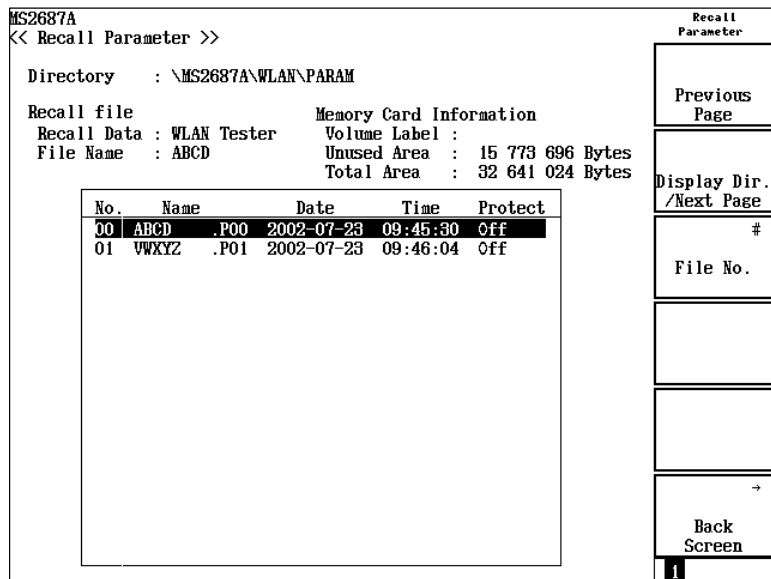 MS2687A
<< Recall Parameter >>
Directory : \MS2687A\WLAN\PARAM
Recall file
Recall Data : WLAN Tester
File Name : ABCD
Memory Card Information
Volume Label :
Unused Area : 15 773 696 Bytes
Total Area : 32 641 024 Bytes
No. Name Date Time Protect
00 ABCD .P00 2002-07-23 09:45:30 Off
01 VWXYZ .P01 2002-07-23 09:46:04 Off
Recall
Parameter
Previous
Page
Display Dir.
/Next Page
#
File No.
→
Back
Screen
1